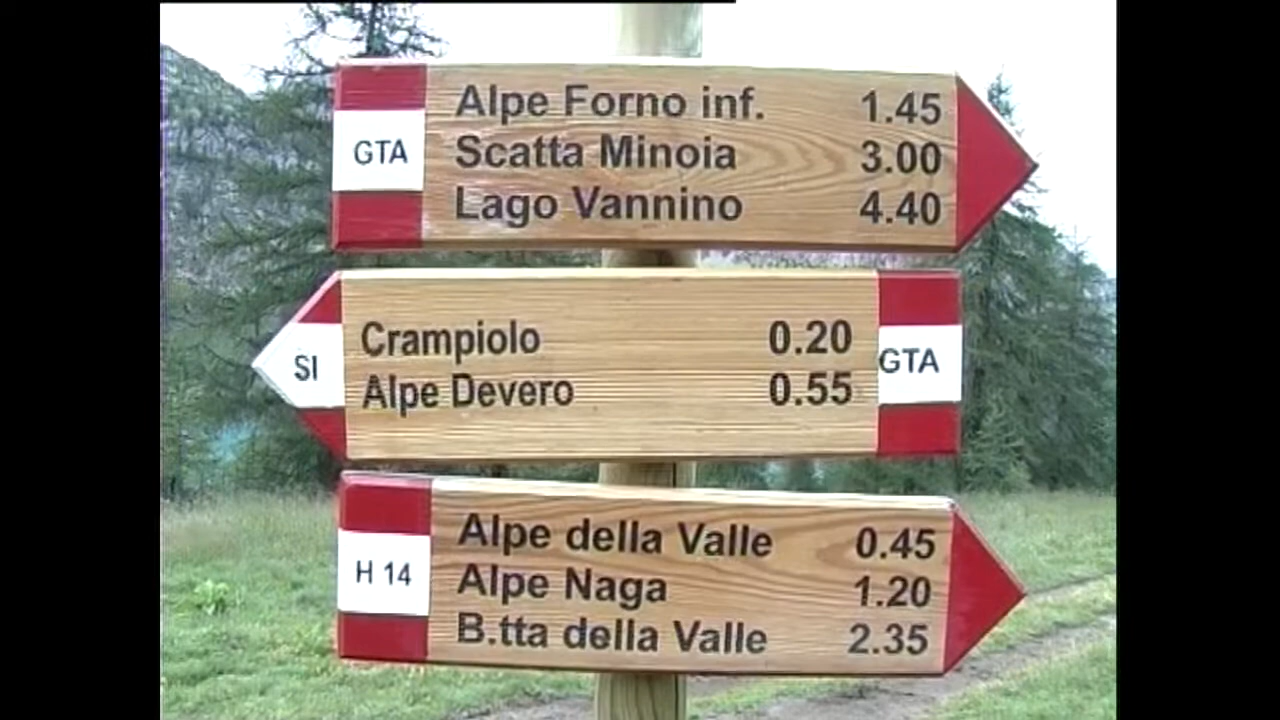 GTA
Alpe Forno inf. 1.45
Scatta Minoia 3.00
Lago Vannino 4.40
SI
Crampiolo 0.20
Alpe Devero 0.55
GTA
H 14
Alpe della Valle 0.45
Alpe Naga 1.20
B.tta della Valle 2.35